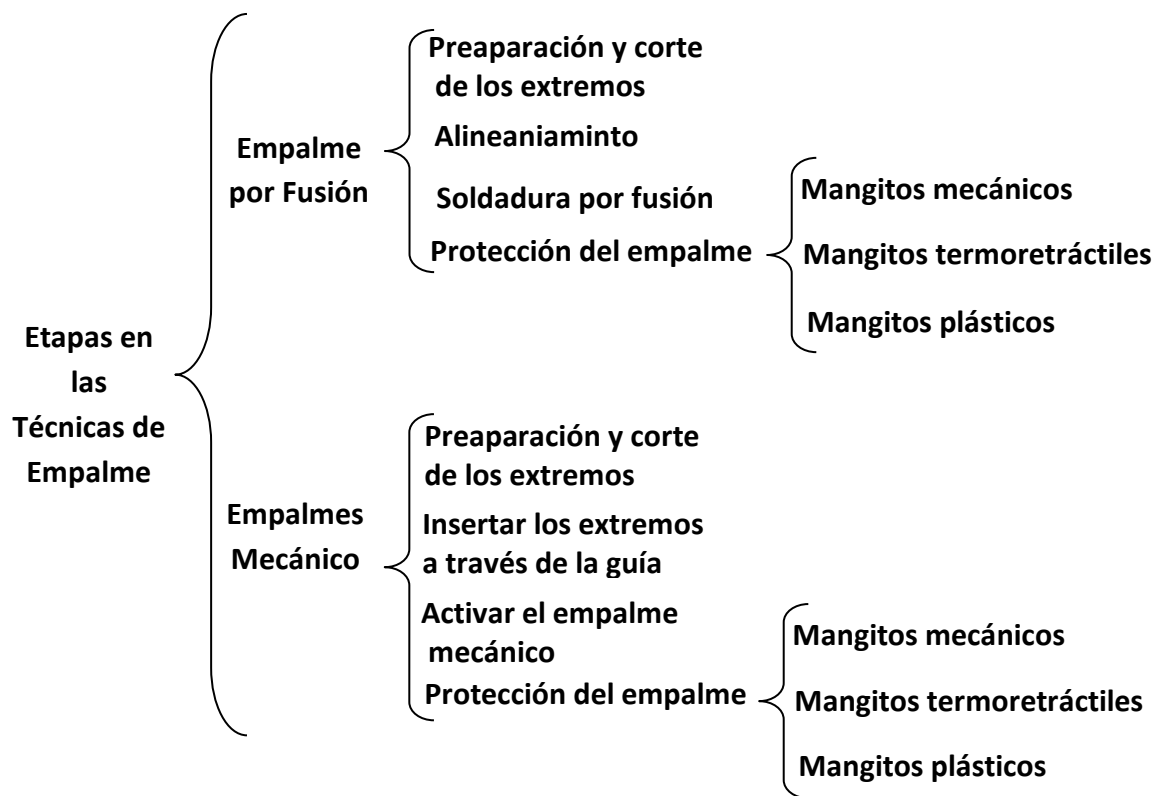 Etapas en
las
Técnicas de
Empalme
Empalme
por Fusión
Preaparación y corte
de los extremos
Alineaniaminto
Soldadura por fusión
Protección del empalme
Mangitos mecánicos
Mangitos termoretráctiles
Mangitos plásticos
Empalmes
Mecánico
Preaparación y corte
de los extremos
Insertar los extremos
a través de la guía
Activar el empalme
mecánico
Protección del empalme
Mangitos mecánicos
Mangitos termoretráctiles
Mangitos plásticos